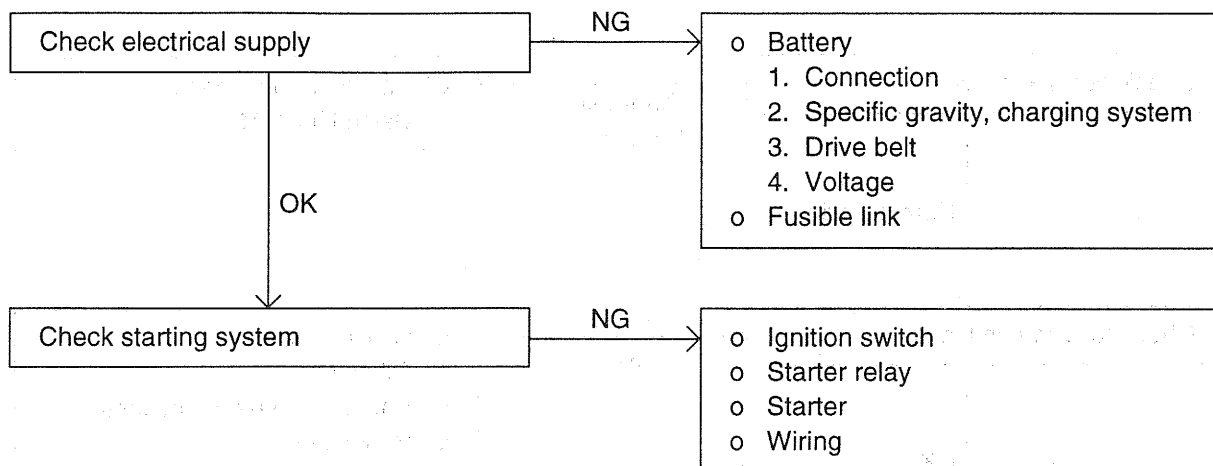 Check electrical supply
NG
o Battery
1. Connection
2. Specific gravity, charging system
3. Drive belt
4. Voltage
o Fusible link
OK
Check starting system
NG
o Ignition switch
o Starter relay
o Starter
o Wiring